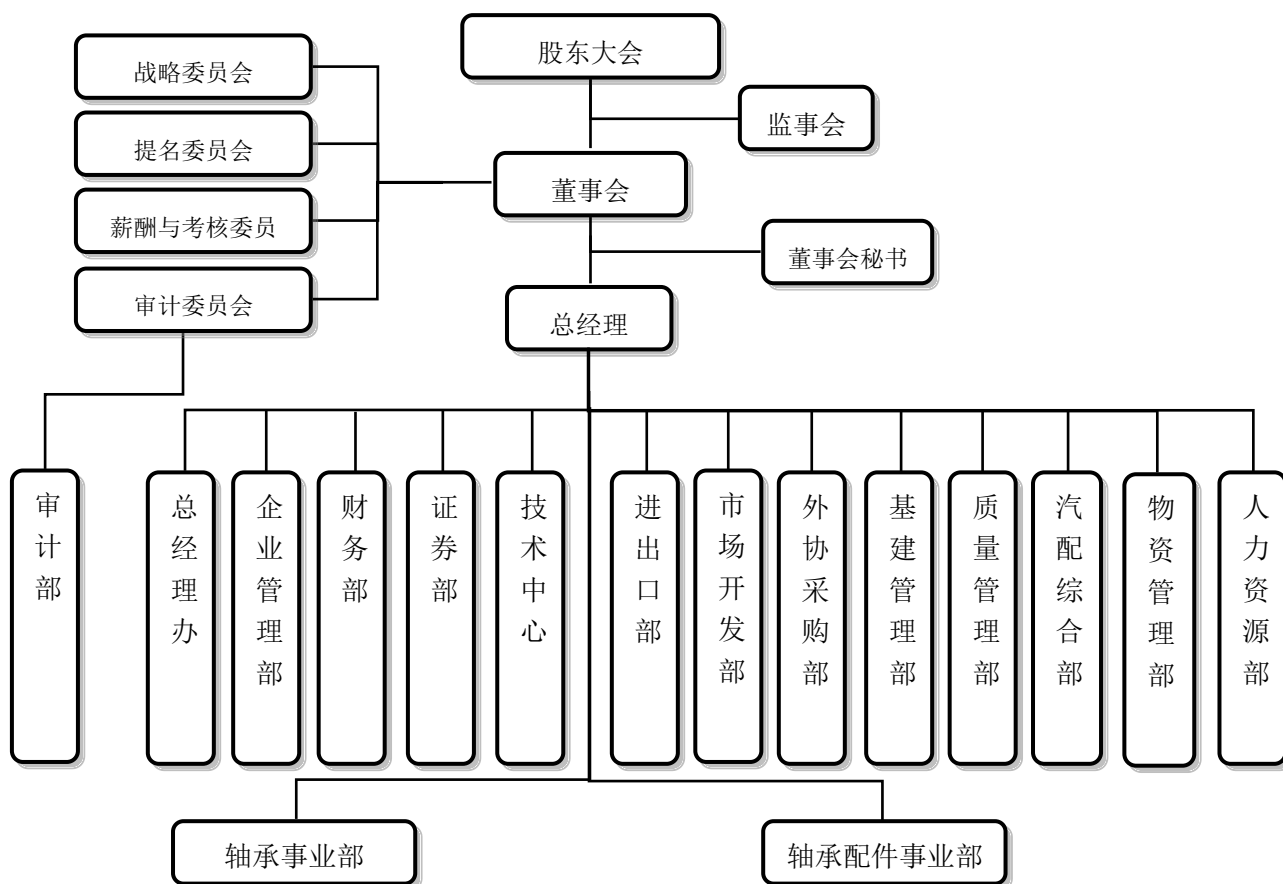 股东大会
战略委员会
监事会
提名委员会
董事会
薪酬与考核委员
董事会秘书
审计委员会
总经理
审计部
总经理办
企业管理部
财务部
证券部
技术中心
进出口部
市场开发部
外协采购部
基建管理部
质量管理部
汽配综合部
物资管理部
人力资源部
轴承事业部
轴承配件事业部